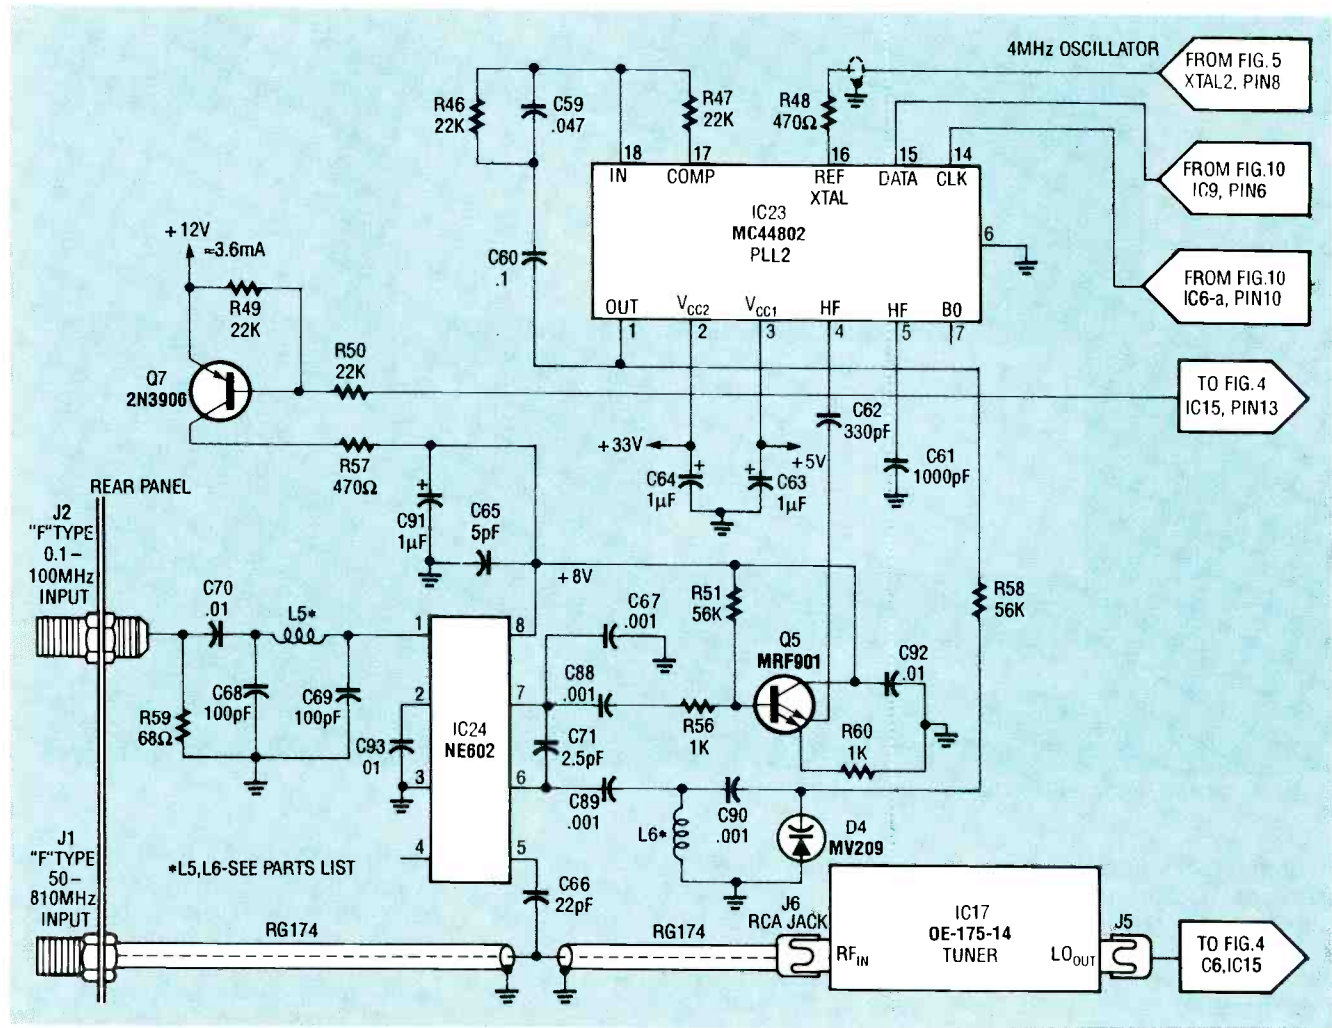 4MHz OSCILLATOR
FROM FIG.5
XTAL2, PIN8
R46
22K
C59
.047
R47
22K
R48
470Ω
18
17
16
15
14
IN
COMP
REF
XTAL
DATA
CLK
FROM FIG.10
IC9, PIN6
IC23
MC44802
PLL2
6
+12V
≈3.6mA
C60
.1
FROM FIG.10
IC6-a, PIN10
R49
22K
OUT
VCC2
VCC1
HF
HF
B0
1
2
3
4
5
7
Q7
2N3906
R50
22K
TO FIG.4
IC15, PIN13
C62
330pF
+33V
+5V
C61
1000pF
R57
470Ω
C64
1µF
+
+
C63
1µF
REAR PANEL
J2
"F"TYPE
0.1–
100MHz
INPUT
+
C91
1µF
C65
5pF
+8V
R51
56K
R58
56K
C70
.01
L5*
C67
.001
1
8
Q5
MRF901
C92
.01
C68
100pF
C69
100pF
C88
.001
2
7
R59
68Ω
IC24
NE602
C93
01
C71
2.5pF
R56
1K
R60
1K
3
6
C89
.001
L6*
C90
.001
D4
MV209
4
5
J1
"F"TYPE
50–
810MHz
INPUT
*L5,L6-SEE PARTS LIST
C66
22pF
J6
RCA JACK
IC17
OE-175-14
TUNER
J5
RG174
RG174
RFIN
LOOUT
TO FIG.4
C6,IC15